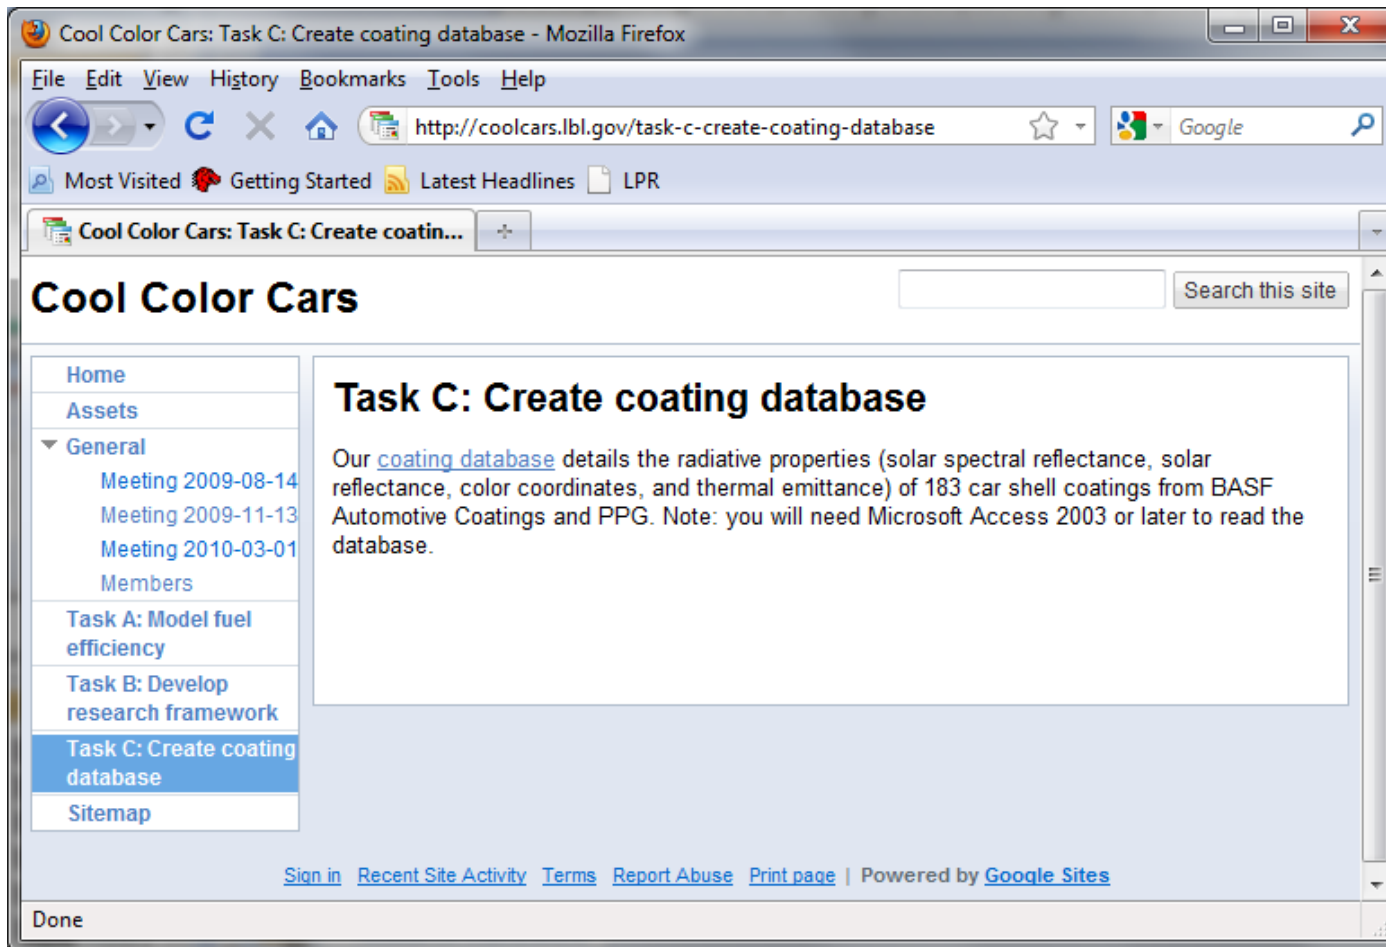 Cool Color Cars: Task C: Create coating database - Mozilla Firefox
File Edit View History Bookmarks Tools Help
http://coolcars.lbl.gov/task-c-create-coating-database
Google
Most Visited Getting Started Latest Headlines LPR
Cool Color Cars: Task C: Create coatin...
Cool Color Cars
Search this site
Home
Assets
General
Meeting 2009-08-14
Meeting 2009-11-13
Meeting 2010-03-01
Members
Task A: Model fuel
efficiency
Task B: Develop
research framework
Task C: Create coating
database
Sitemap
Task C: Create coating database
Our coating database details the radiative properties (solar spectral reflectance, solar
reflectance, color coordinates, and thermal emittance) of 183 car shell coatings from BASF
Automotive Coatings and PPG. Note: you will need Microsoft Access 2003 or later to read the
database.
Sign in Recent Site Activity Terms Report Abuse Print page | Powered by Google Sites
Done